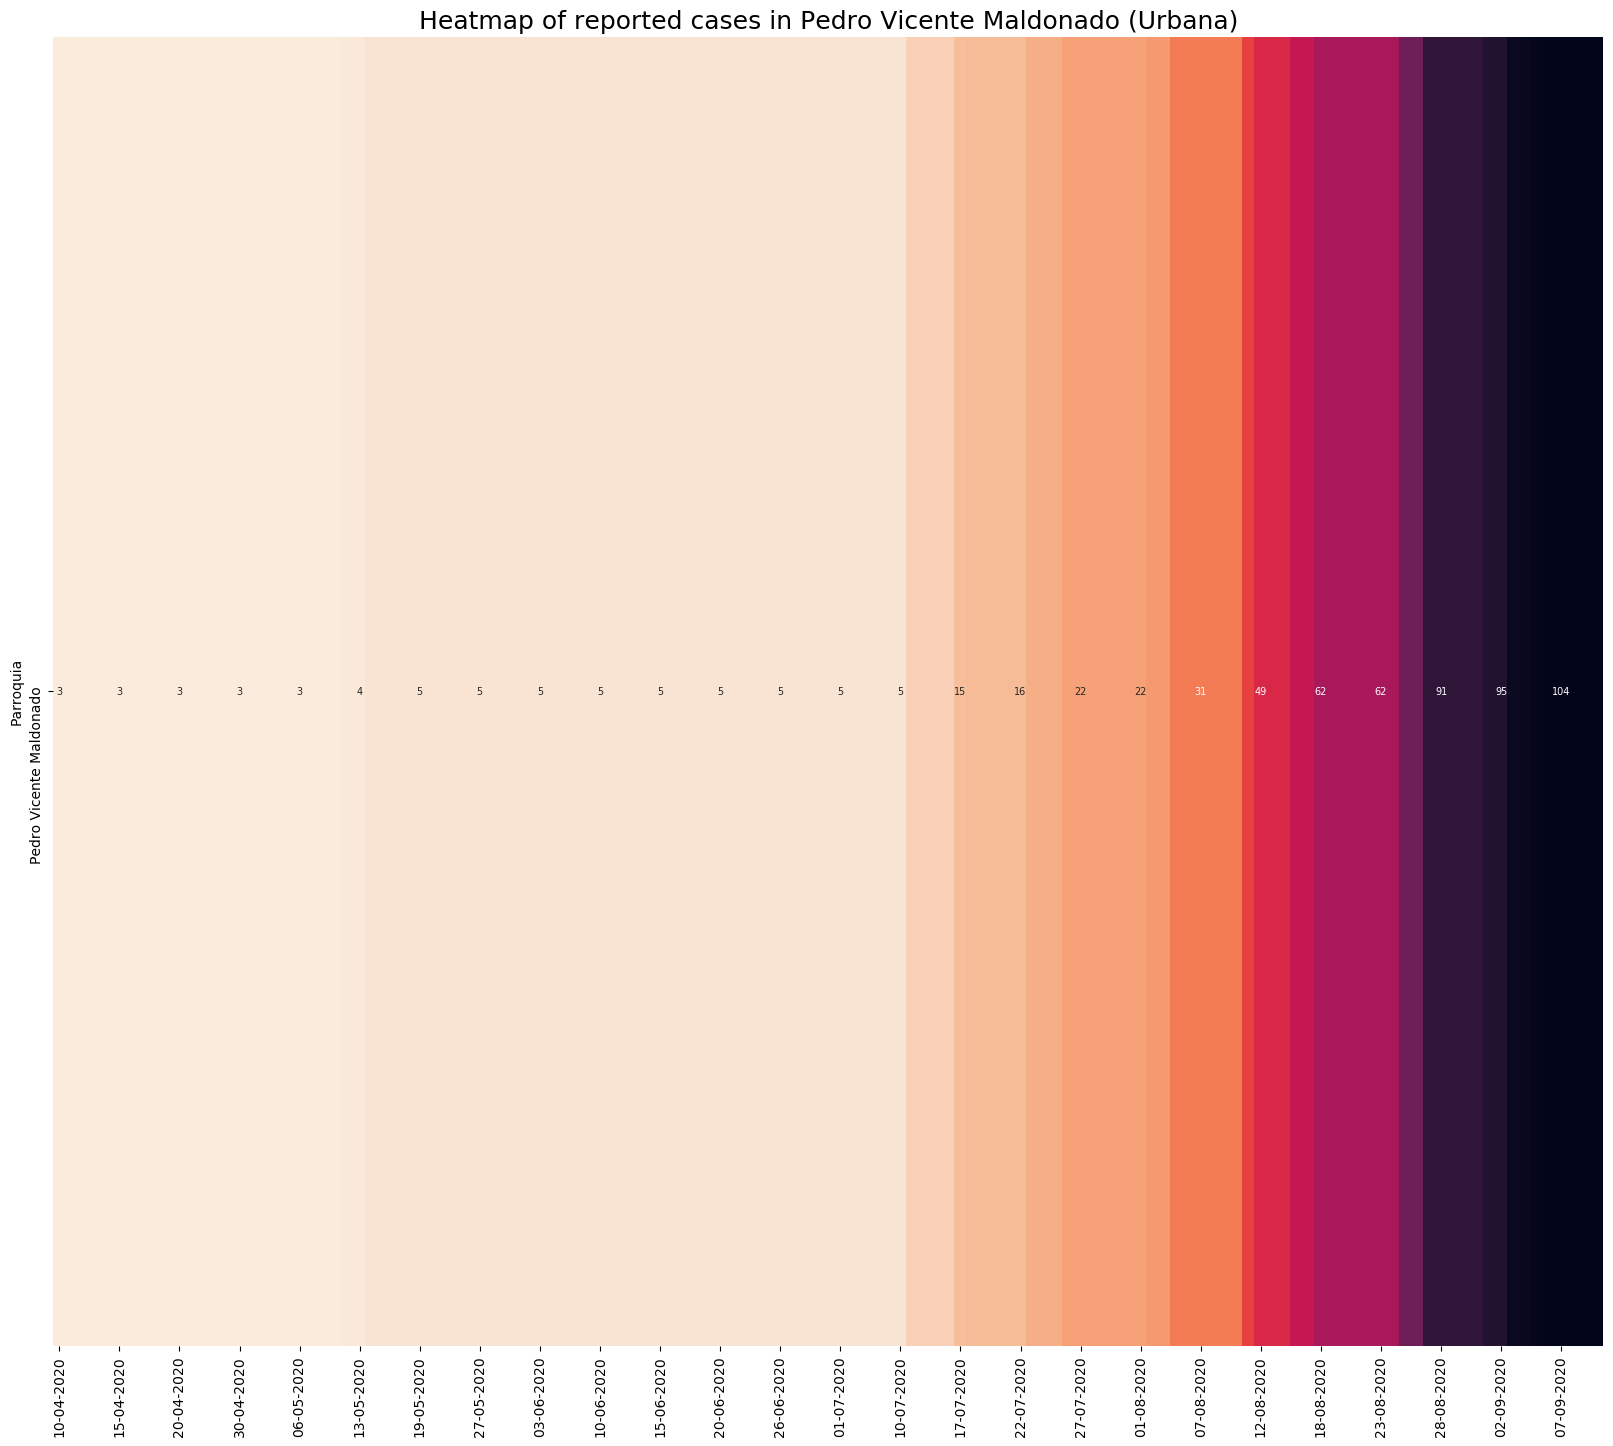 Heatmap of reported cases in Pedro Vicente Maldonado (Urbana)
Parroquia
Pedro Vicente Maldonado
3 3 3 3 3 4 5 5 5 5 5 5 5 5 5 15 16 22 22 31 49 62 62 91 95 104
10-04-2020 15-04-2020 20-04-2020 30-04-2020 06-05-2020 13-05-2020 19-05-2020 27-05-2020 03-06-2020 10-06-2020 15-06-2020 20-06-2020 26-06-2020 01-07-2020 10-07-2020 17-07-2020 22-07-2020 27-07-2020 01-08-2020 07-08-2020 12-08-2020 18-08-2020 23-08-2020 28-08-2020 02-09-2020 07-09-2020